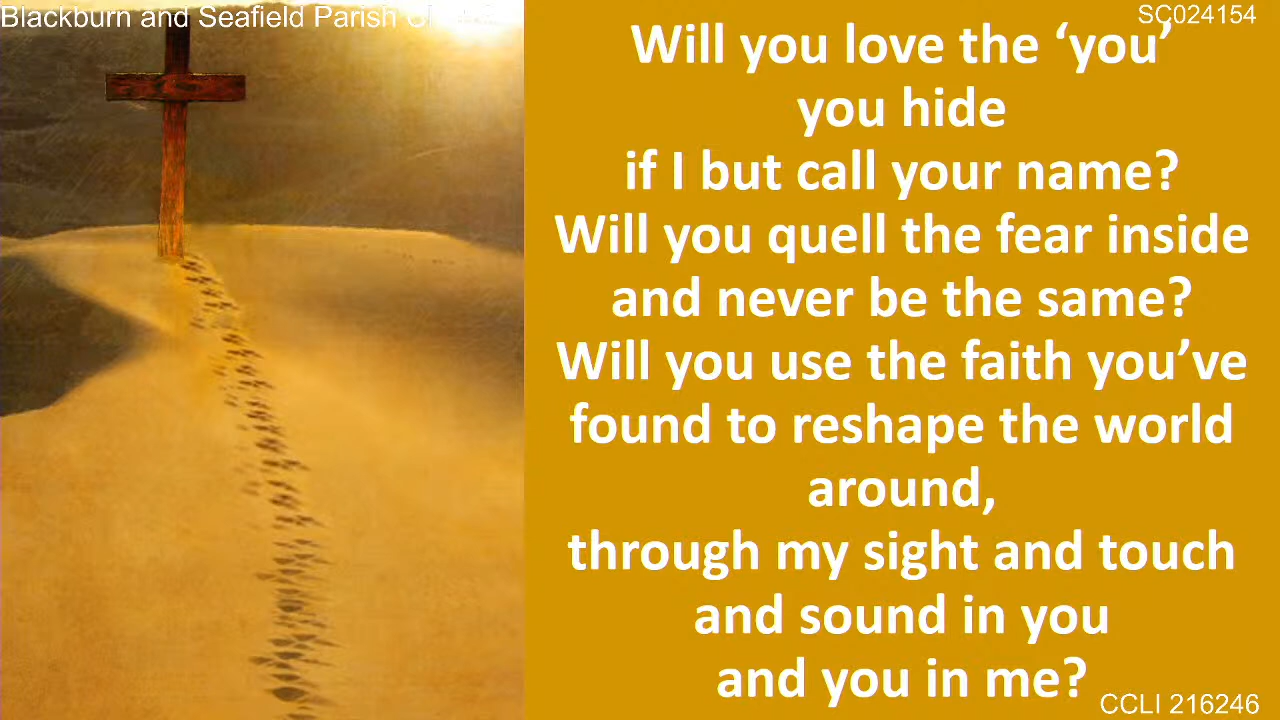 Blackburn and Seafield Parish
SC024154
Will you love the ‘you’
you hide
if I but call your name?
Will you quell the fear inside
and never be the same?
Will you use the faith you’ve
found to reshape the world
around,
through my sight and touch
and sound in you
and you in me?
CCLI 216246